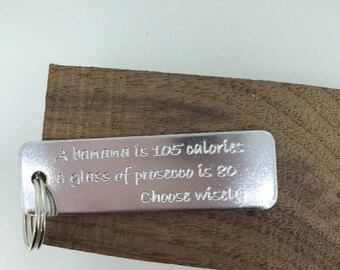 A banana is 105 calories
a glass of prosecco is 80
Choose wisely